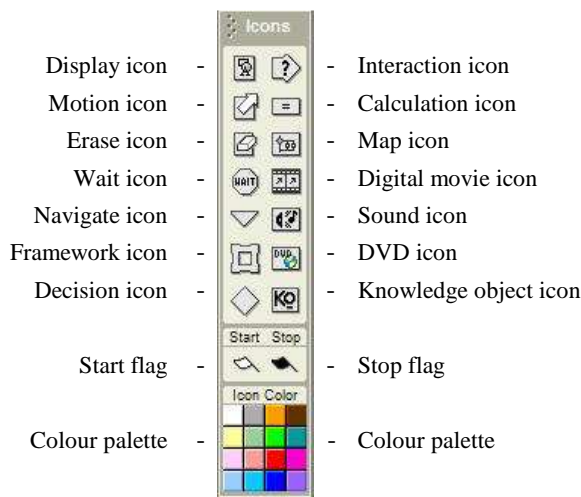 Icons
Display icon - ? - Interaction icon
Motion icon - = - Calculation icon
Erase icon - - Map icon
Wait icon - WAIT - Digital movie icon
Navigate icon - - Sound icon
Framework icon - DVD - DVD icon
Decision icon - KO - Knowledge object icon
Start Stop
Start flag - - Stop flag
Icon Color
Colour palette - - Colour palette